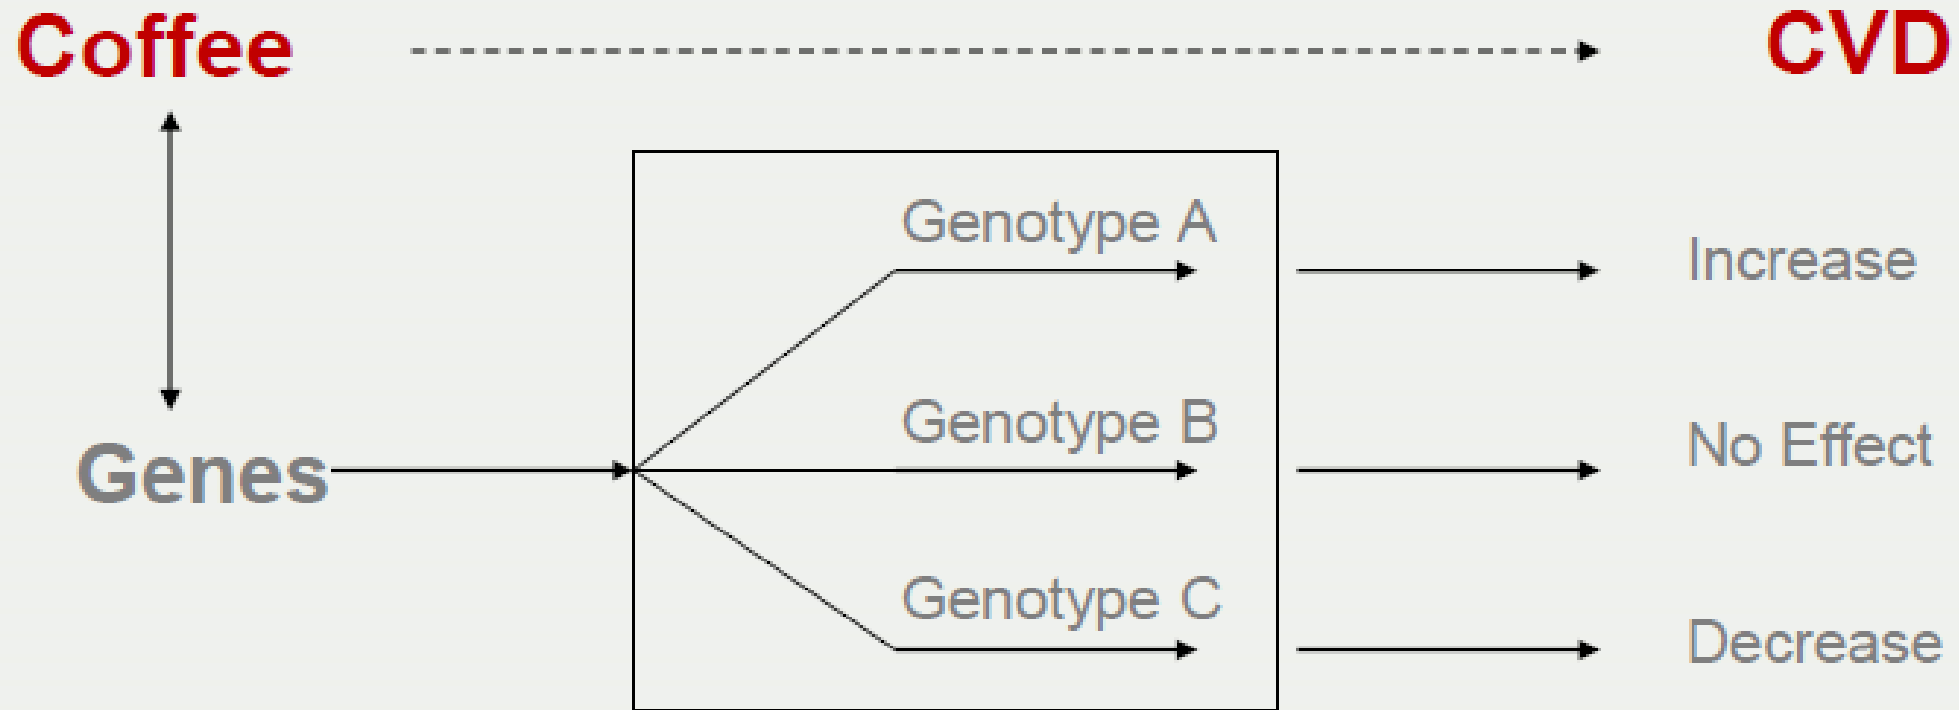 Coffee
CVD
Genotype A
Increase
Genotype B
No Effect
Genes
Genotype C
Decrease